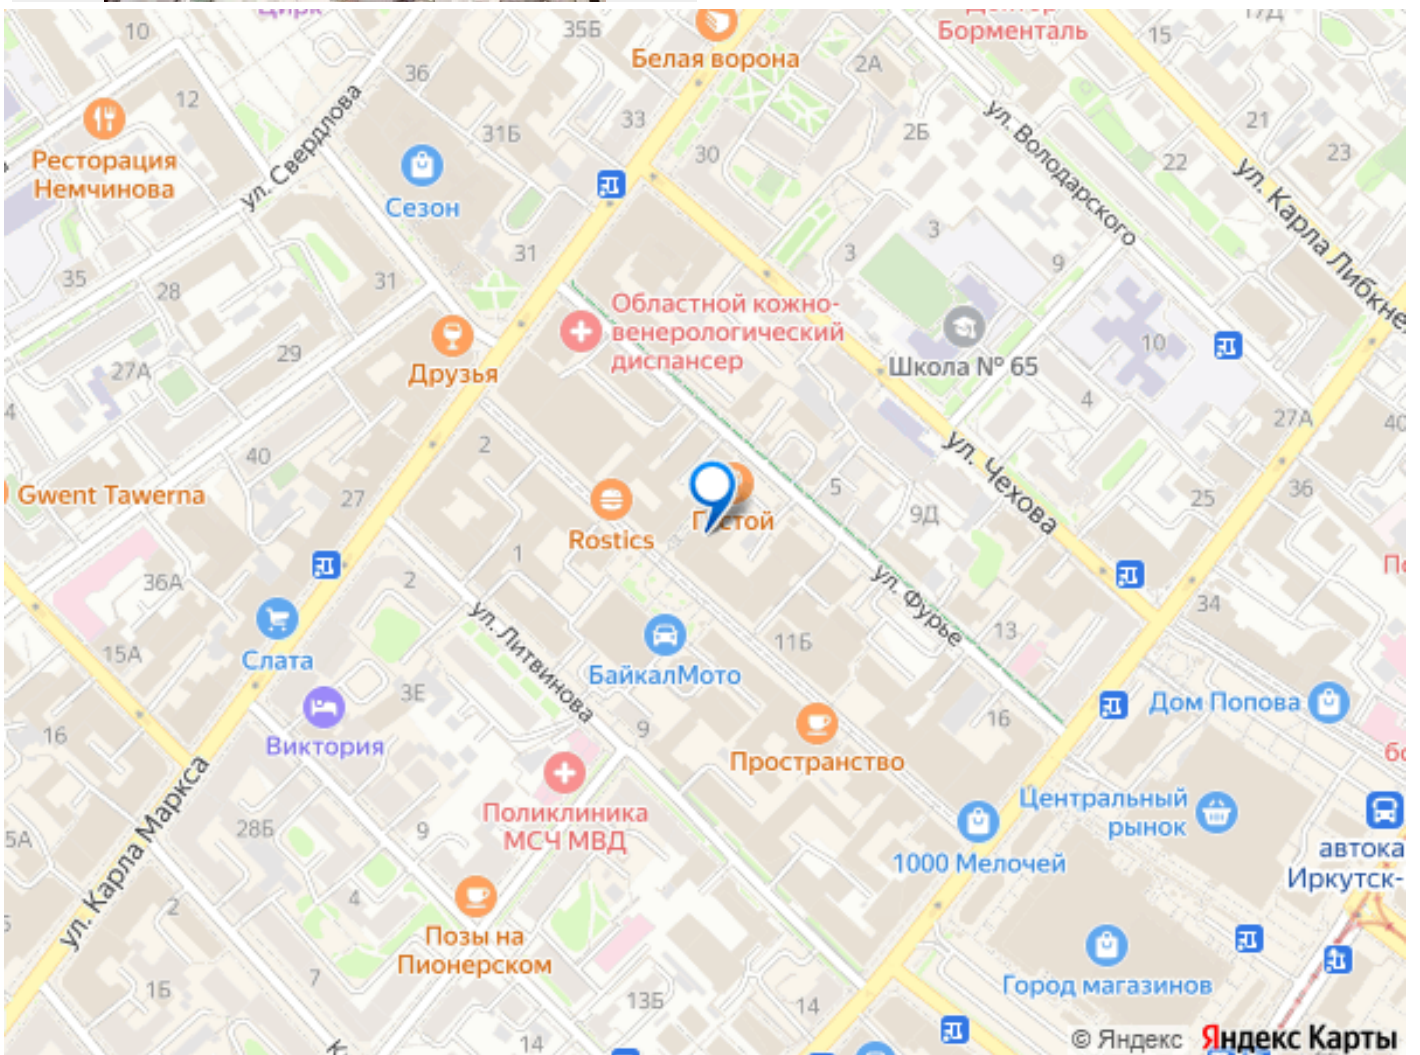 Цирк
10
35Б
Белая ворона
Борменталь
17Д
15
2А
36
12
31Б
33
30
2Б
21
22
23
Ресторация
Немчинова
ул. Свердлова
Сезон
ул. Володарского
ул. Карла Либкне
35
28
31
31
3
3
9
Областной кожно-
венерологический
диспансер
Школа № 65
10
29
27А
Друзья
4
4
27А
40
40
2
Gwent Tawerna
27
Rostics
5
9Д
ул. Чехова
25
36
36А
1
2
ул. Фурье
34
Слата
15А
ул. Литвинова
БайкалМото
11Б
13
3Е
Виктория
16
9
16
Дом Попова
Пространство
Поликлиника
МСЧ МВД
Центральный
рынок
28Б
9
5А
1000 Мелочей
автока
Иркутск-
ул. Карла Маркса
2
4
Позы на
Пионерском
7
1Б
13Б
14
14
Город магазинов
© Яндекс
Яндекс Карты